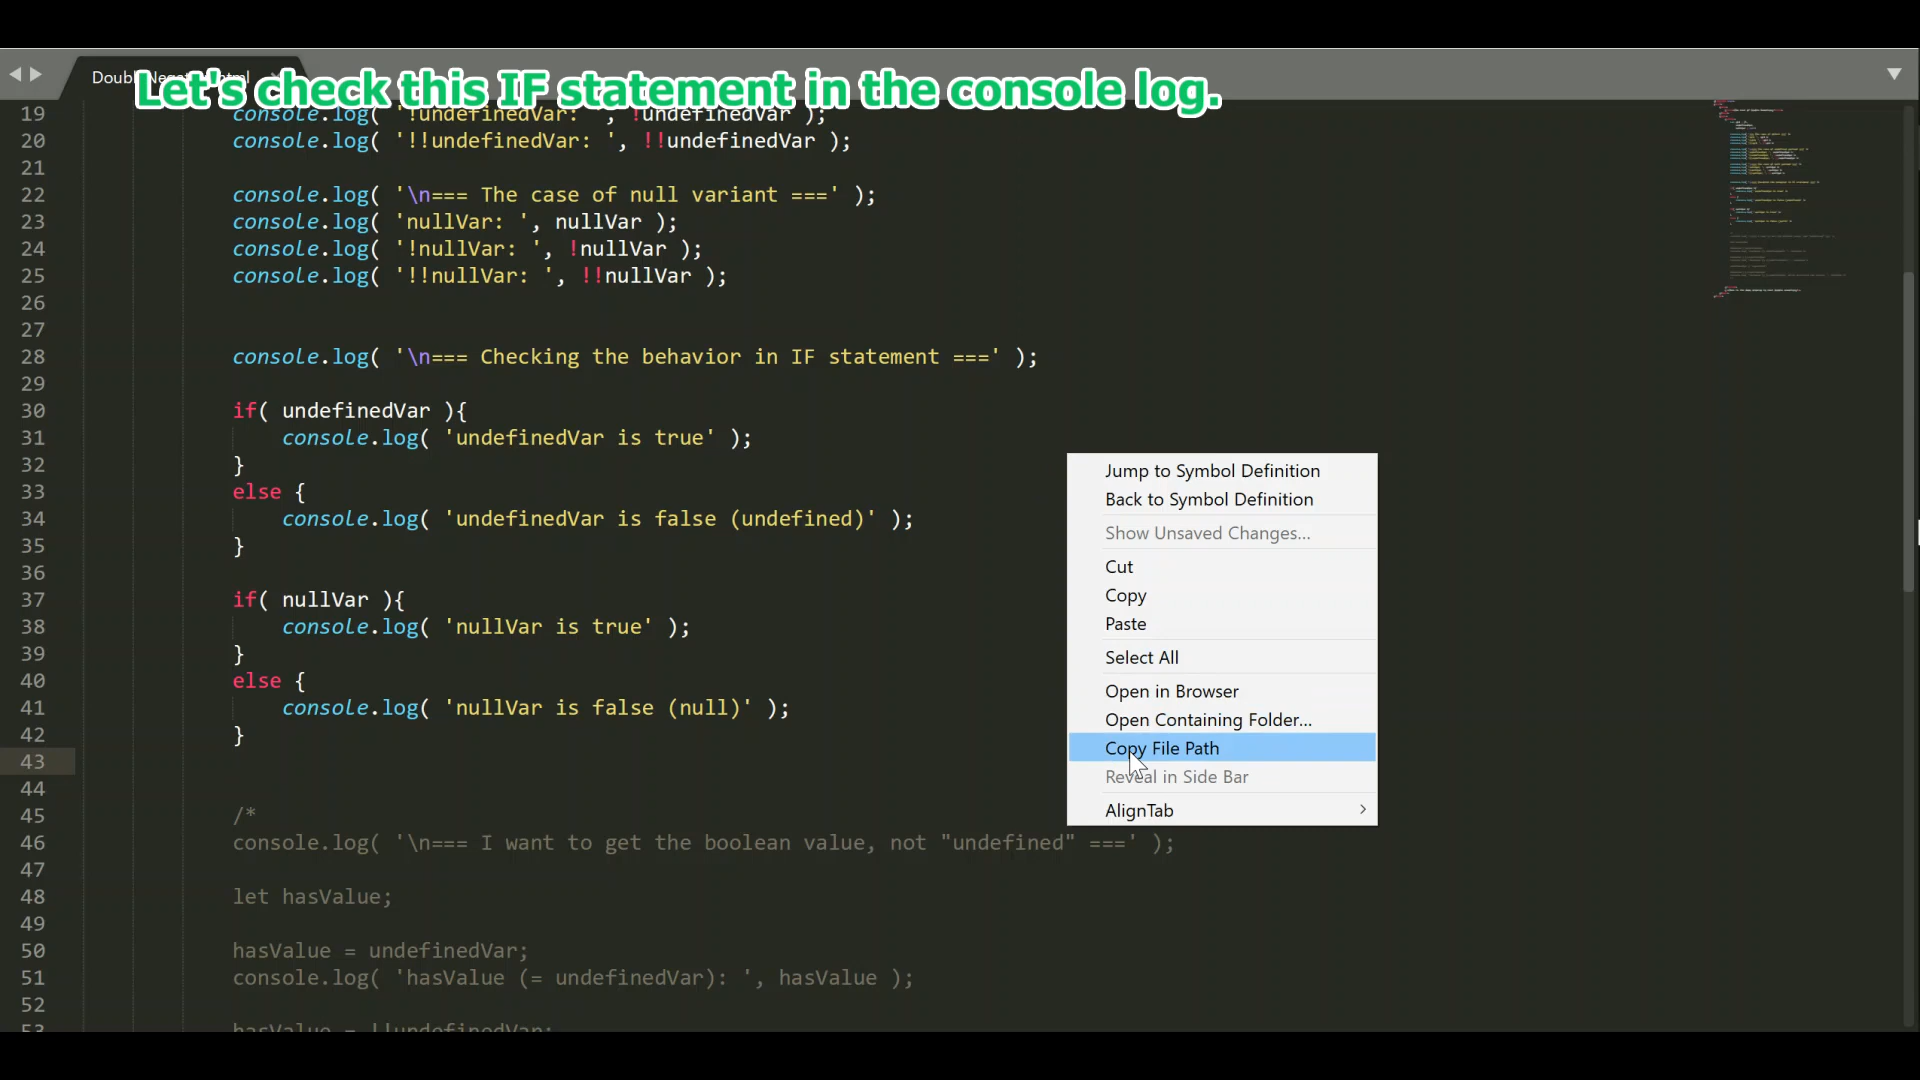 Let's check this IF statement in the console log.
19 console.log( '!undefinedVar: ', !undefinedVar );
20 console.log( '!!undefinedVar: ', !!undefinedVar );
21
22 console.log( '\n=== The case of null variant ===' );
23 console.log( 'nullVar: ', nullVar );
24 console.log( '!nullVar: ', !nullVar );
25 console.log( '!!nullVar: ', !!nullVar );
26
27
28 console.log( '\n=== Checking the behavior in IF statement ===' );
29
30 if( undefinedVar ){
31 console.log( 'undefinedVar is true' );
32 }
33 else {
34 console.log( 'undefinedVar is false (undefined)' );
35 }
36
37 if( nullVar ){
38 console.log( 'nullVar is true' );
39 }
40 else {
41 console.log( 'nullVar is false (null)' );
42 }
43
44
45 /*
46 console.log( '\n=== I want to get the boolean value, not "undefined" ===' );
47
48 let hasValue;
49
50 hasValue = undefinedVar;
51 console.log( 'hasValue (= undefinedVar): ', hasValue );
52
53 hasValue = !!undefinedVar;
Jump to Symbol Definition
Back to Symbol Definition
Show Unsaved Changes...
Cut
Copy
Paste
Select All
Open in Browser
Open Containing Folder...
Copy File Path
Reveal in Side Bar
AlignTab